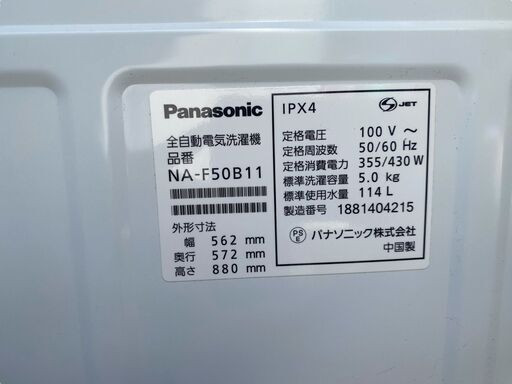 Panasonic
全自動電気洗濯機
品番
NA-F50B11
外形寸法
幅 562 mm
奥行 572 mm
高さ 880 mm
IPX4
JET
定格電圧 100 V ～
定格周波数 50/60 Hz
定格消費電力 355/430 W
標準洗濯容量 5.0 kg
標準使用水量 114 L
製造番号 1881404215
PSE パナソニック株式会社
中国製